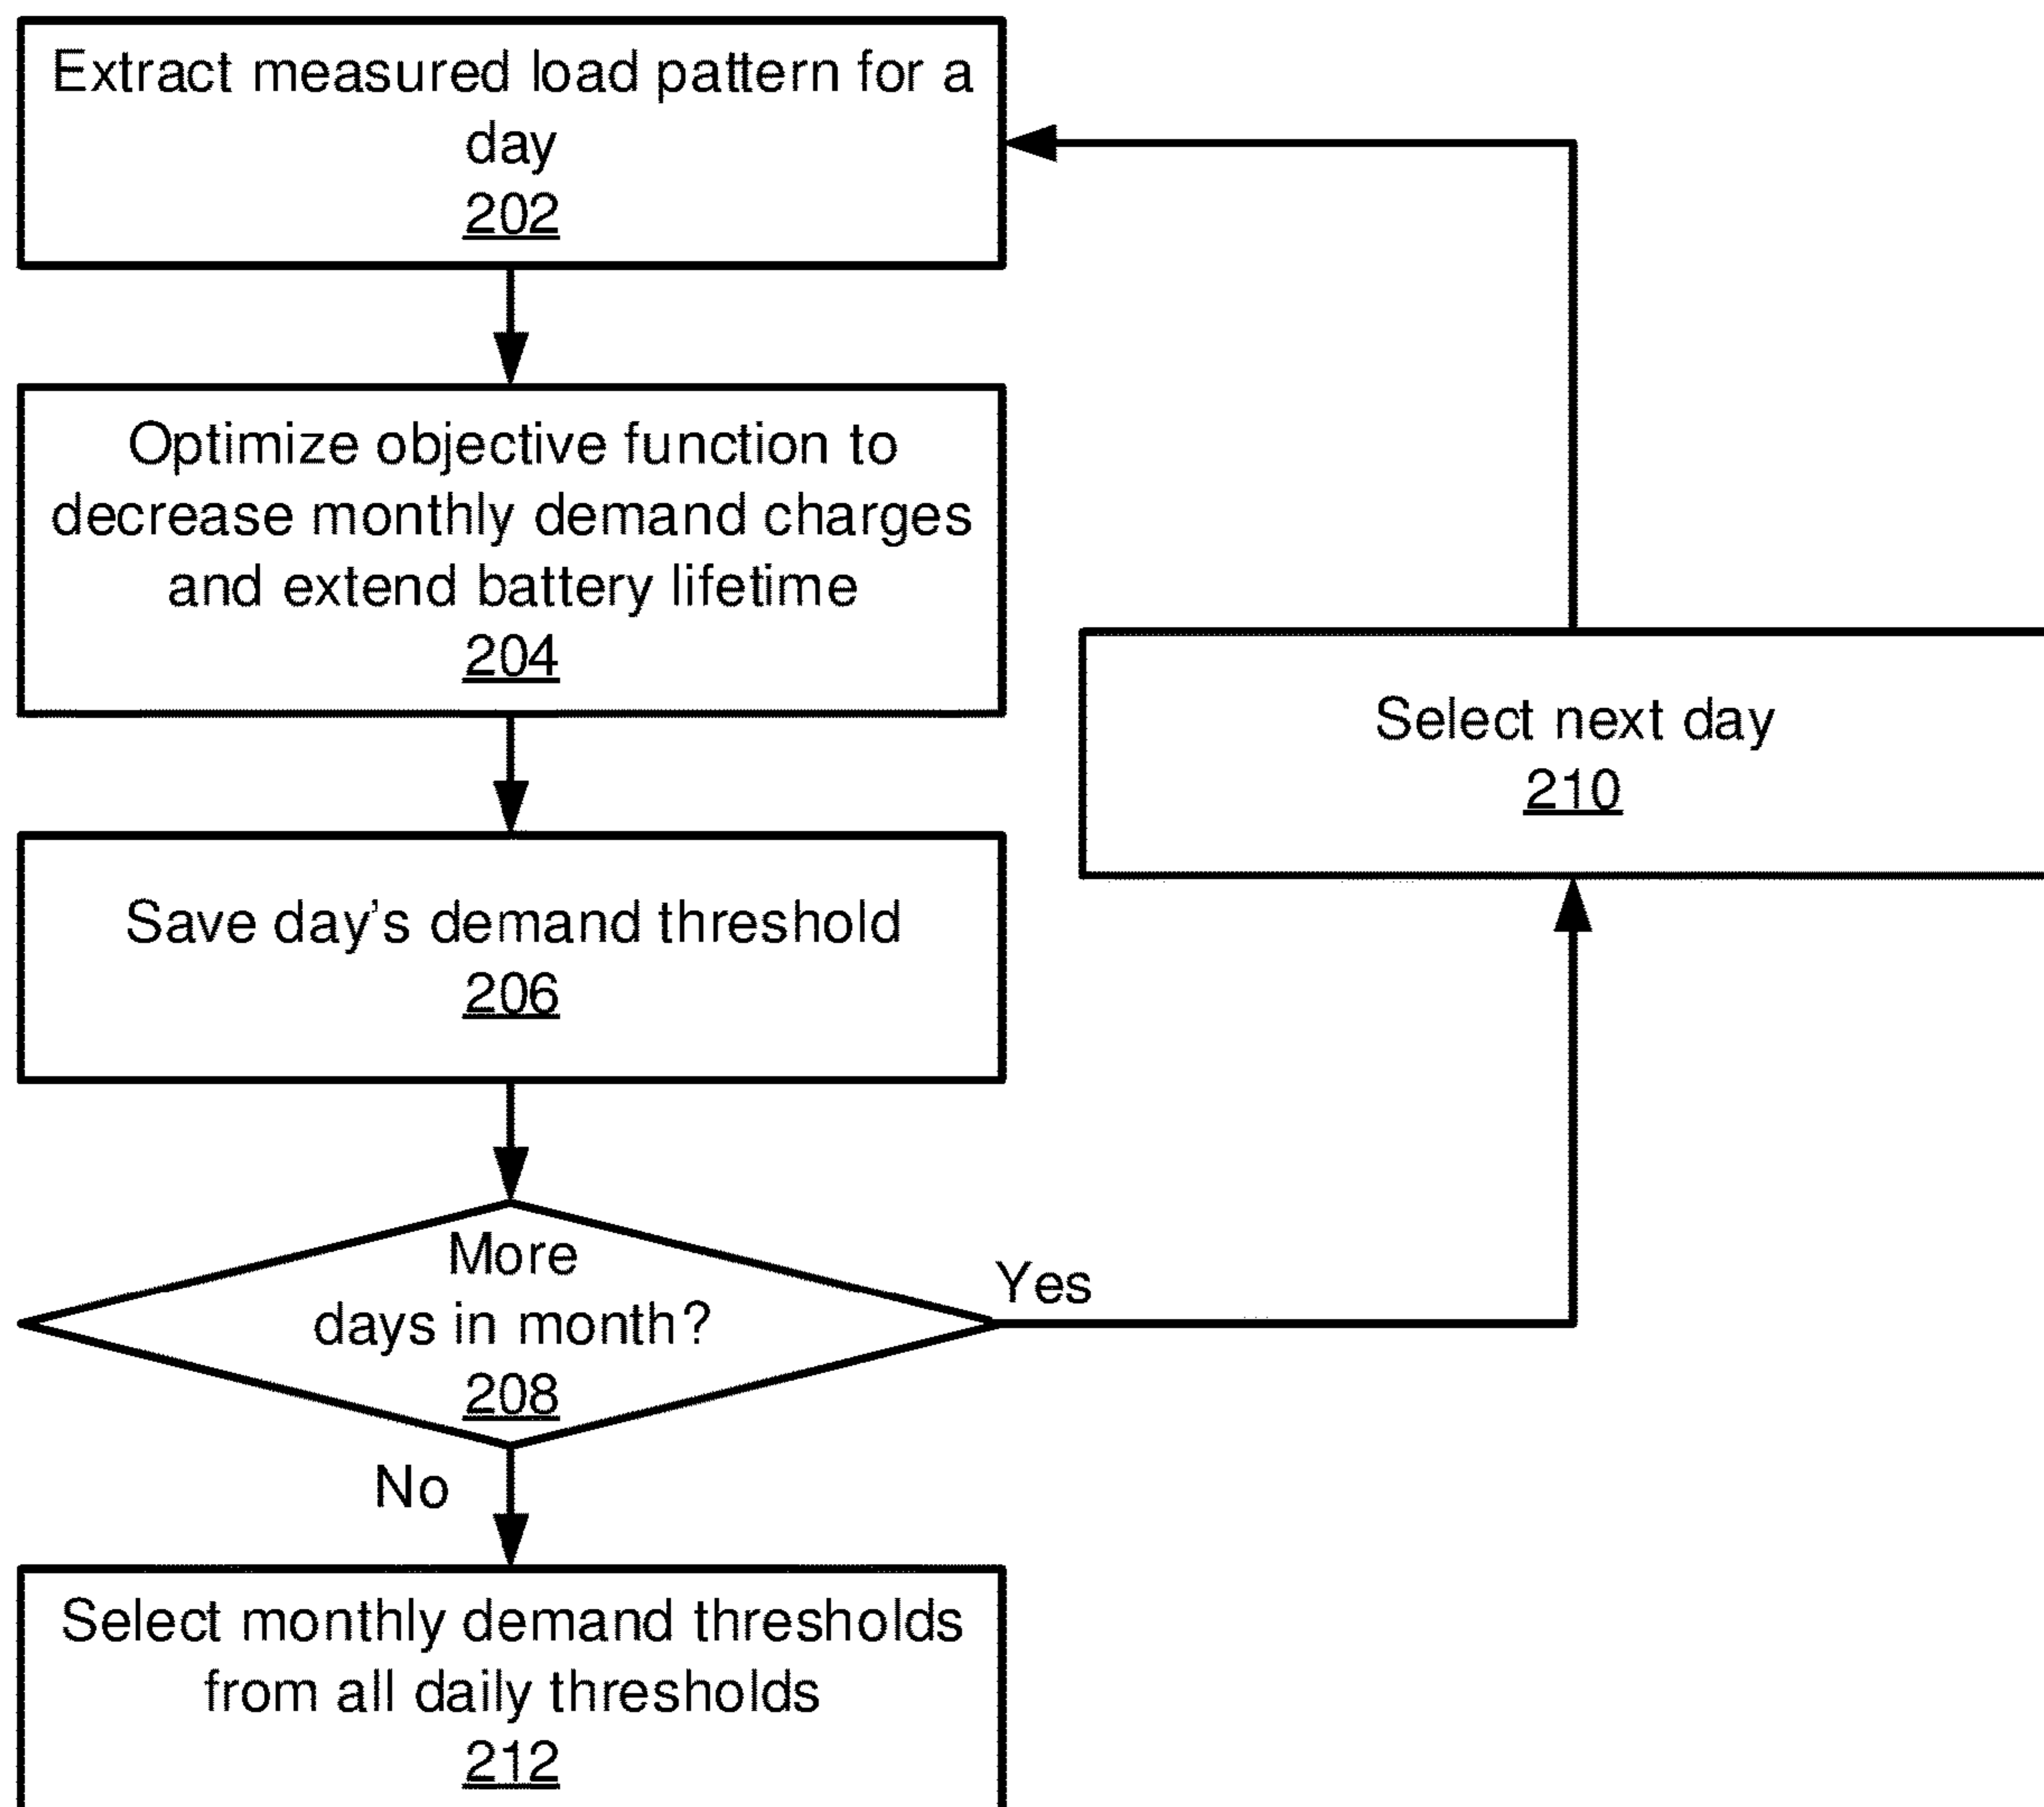 Extract measured load pattern for a
day
202
Optimize objective function to
decrease monthly demand charges
and extend battery lifetime
204
Select next day
210
Save day's demand threshold
206
More
days in month?
208
Yes
No
Select monthly demand thresholds
from all daily thresholds
212